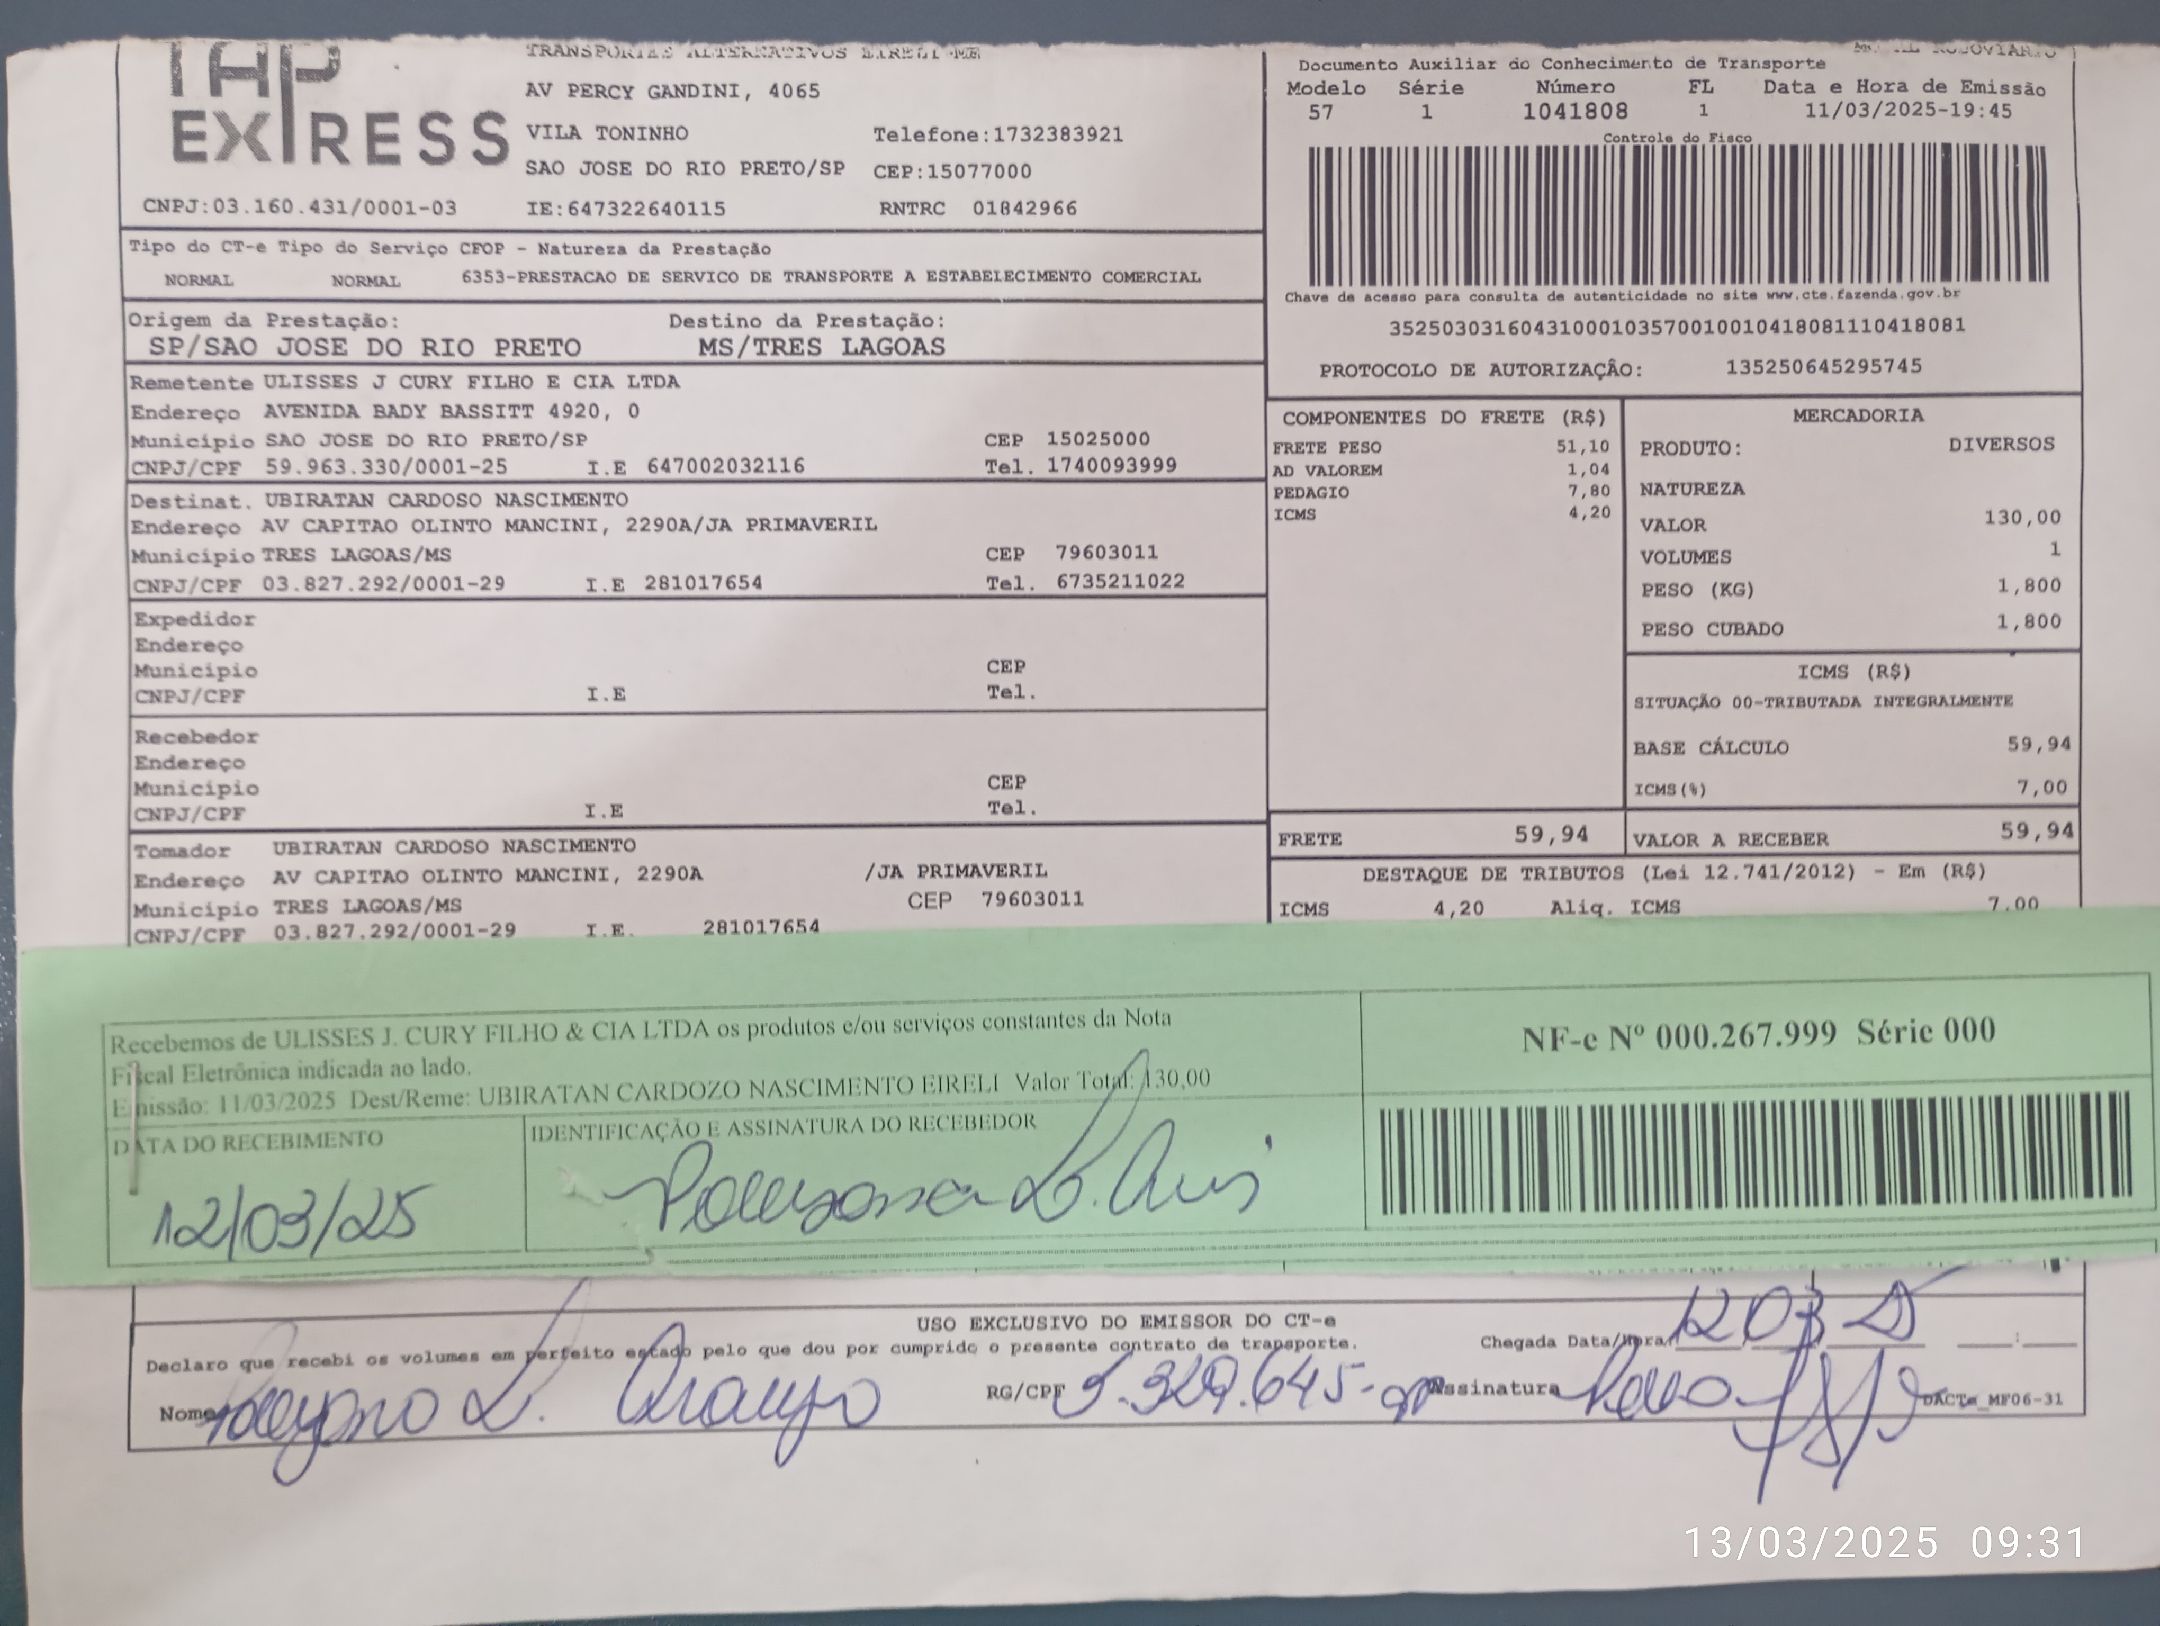 TAP
EXPRESS
TRANSPORTES ALTERNATIVOS EIRELI-ME
AV PERCY GANDINI, 4065
VILA TONINHO Telefone:1732383921
SAO JOSE DO RIO PRETO/SP CEP:15077000
CNPJ:03.160.431/0001-03 IE:647322640115 RNTRC 01842966
Documento Auxiliar do Conhecimento de Transporte
Modelo Série Número FL Data e Hora de Emissão
57 1 1041808 1 11/03/2025-19:45
Controle do Fisco
Chave de acesso para consulta de autenticidade no site www.cte.fazenda.gov.br
35250303160431000103570010010418081110418081
PROTOCOLO DE AUTORIZAÇÃO: 135250645295745
Tipo do CT-e Tipo do Serviço CFOP - Natureza da Prestação
NORMAL NORMAL 6353-PRESTACAO DE SERVICO DE TRANSPORTE A ESTABELECIMENTO COMERCIAL
Origem da Prestação: Destino da Prestação:
SP/SAO JOSE DO RIO PRETO MS/TRES LAGOAS
Remetente ULISSES J CURY FILHO E CIA LTDA
Endereço AVENIDA BADY BASSITT 4920, 0
Município SAO JOSE DO RIO PRETO/SP CEP 15025000
CNPJ/CPF 59.963.330/0001-25 I.E 647002032116 Tel. 1740093999
Destinat. UBIRATAN CARDOSO NASCIMENTO
Endereço AV CAPITAO OLINTO MANCINI, 2290A/JA PRIMAVERIL
Município TRES LAGOAS/MS CEP 79603011
CNPJ/CPF 03.827.292/0001-29 I.E 281017654 Tel. 6735211022
Expedidor
Endereço
Município CEP
CNPJ/CPF I.E Tel.
Recebedor
Endereço
Município CEP
CNPJ/CPF I.E Tel.
Tomador UBIRATAN CARDOSO NASCIMENTO
Endereço AV CAPITAO OLINTO MANCINI, 2290A /JA PRIMAVERIL
Município TRES LAGOAS/MS CEP 79603011
CNPJ/CPF 03.827.292/0001-29 I.E. 281017654
COMPONENTES DO FRETE (R$)
FRETE PESO 51,10
AD VALOREM 1,04
PEDAGIO 7,80
ICMS 4,20
MERCADORIA
PRODUTO: DIVERSOS
NATUREZA
VALOR 130,00
VOLUMES 1
PESO (KG) 1,800
PESO CUBADO 1,800
ICMS (R$)
SITUAÇÃO 00-TRIBUTADA INTEGRALMENTE
BASE CÁLCULO 59,94
ICMS(%) 7,00
FRETE 59,94 VALOR A RECEBER 59,94
DESTAQUE DE TRIBUTOS (Lei 12.741/2012) - Em (R$)
ICMS 4,20 Aliq. ICMS 7.00
Recebemos de ULISSES J. CURY FILHO & CIA LTDA os produtos e/ou serviços constantes da Nota
Fiscal Eletrônica indicada ao lado.
Emissão: 11/03/2025 Dest/Reme: UBIRATAN CARDOZO NASCIMENTO EIRELI Valor Total: 130,00
NF-e Nº 000.267.999 Série 000
DATA DO RECEBIMENTO IDENTIFICAÇÃO E ASSINATURA DO RECEBEDOR
12/03/25
USO EXCLUSIVO DO EMISSOR DO CT-e
Declaro que recebi os volumes em perfeito estado pelo que dou por cumprido o presente contrato de transporte. Chegada Data/Hora 12 03 25
Nome L. Araujo RG/CPF Assinatura
DACTe_MF06-31
13/03/2025 09:31